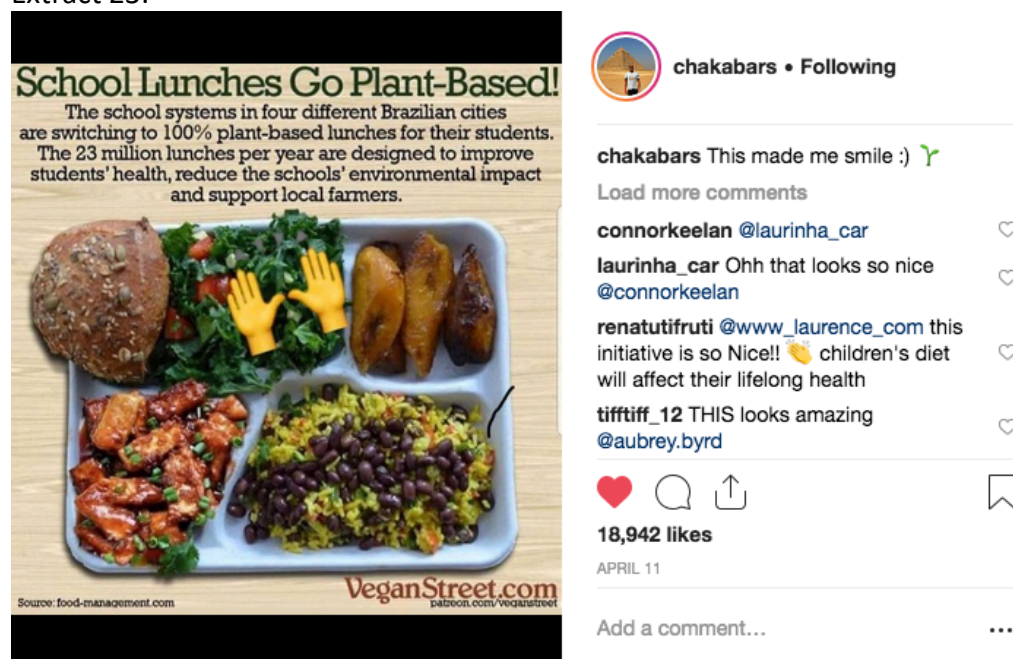 Extract 23:
School Lunches Go Plant-Based!
The school systems in four different Brazilian cities
are switching to 100% plant-based lunches for their students.
The 23 million lunches per year are designed to improve
students' health, reduce the schools' environmental impact
and support local farmers.
VeganStreet.com
Source: food-management.com
patreon.com/veganstreet
chakabars • Following
chakabars This made me smile :)
Load more comments
connorkeelan @laurinha_car
laurinha_car Ohh that looks so nice
@connorkeelan
renatutifruti @www_laurence_com this
initiative is so Nice!! 👏 children's diet
will affect their lifelong health
tifftiff_12 THIS looks amazing
@aubrey.byrd
18,942 likes
APRIL 11
Add a comment...